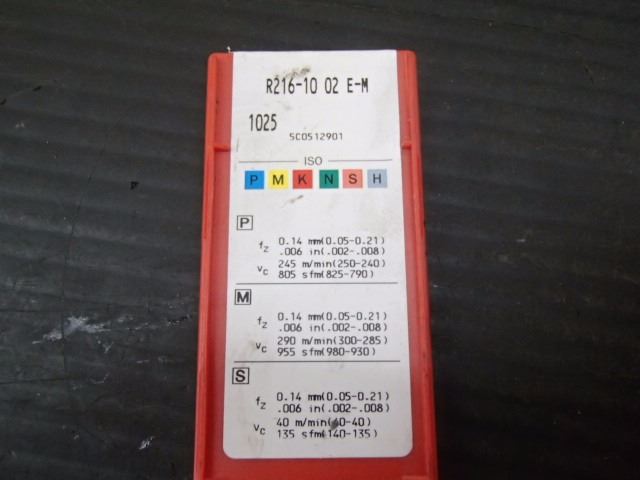 R216-10 02 E-M
1025
5C0512901
ISO
P M K N S H
P
fz 0.14 mm(0.05-0.21)
.006 in(.002-.008)
vc 245 m/min(250-240)
805 sfm(825-790)
M
fz 0.14 mm(0.05-0.21)
.006 in(.002-.008)
vc 290 m/min(300-285)
955 sfm(980-930)
S
fz 0.14 mm(0.05-0.21)
.006 in(.002-.008)
vc 40 m/min(40-40)
135 sfm(140-135)